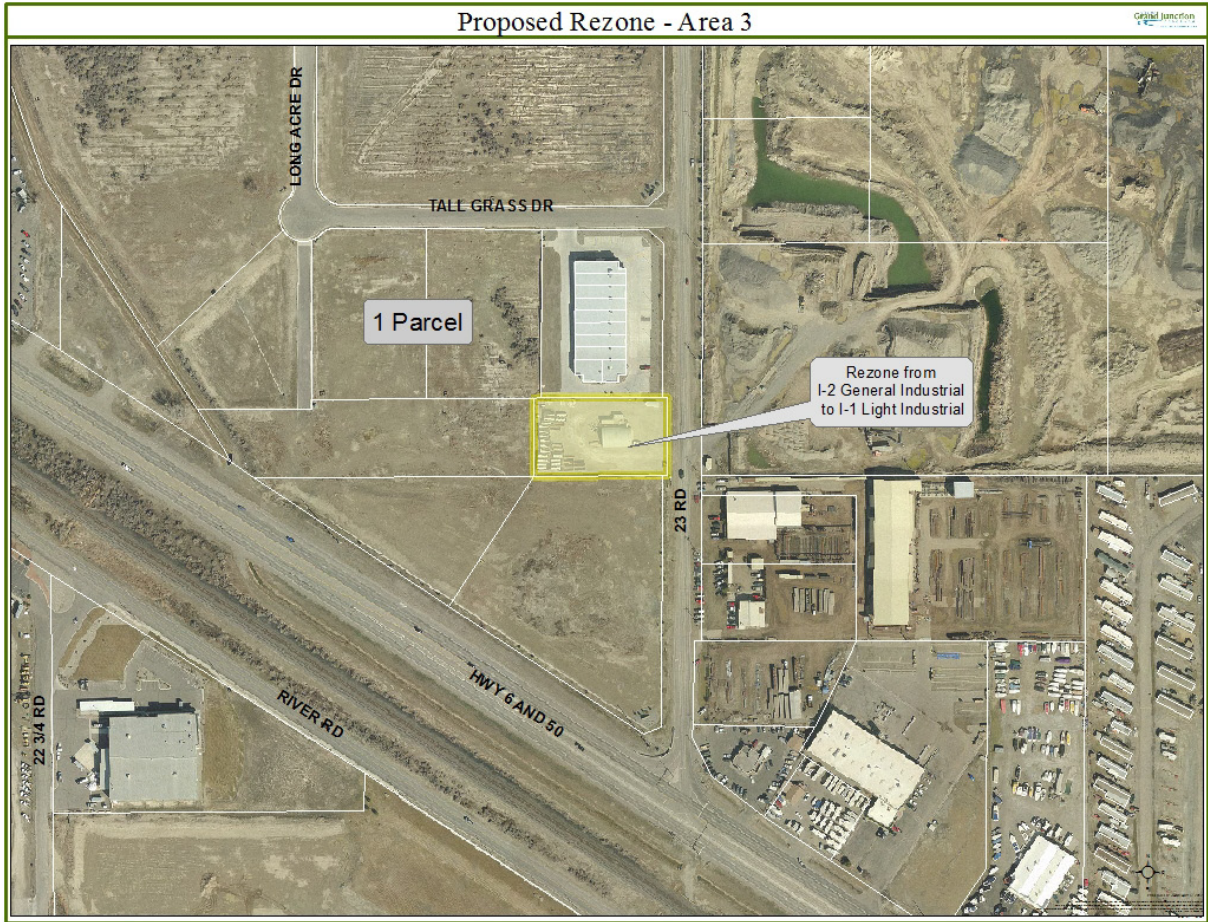 Proposed Rezone - Area 3
Grand Junction
LONG ACRE DR
TALL GRASS DR
1 Parcel
Rezone from
I-2 General Industrial
to I-1 Light Industrial
23 RD
HWY 6 AND 50
RIVER RD
22 3/4 RD